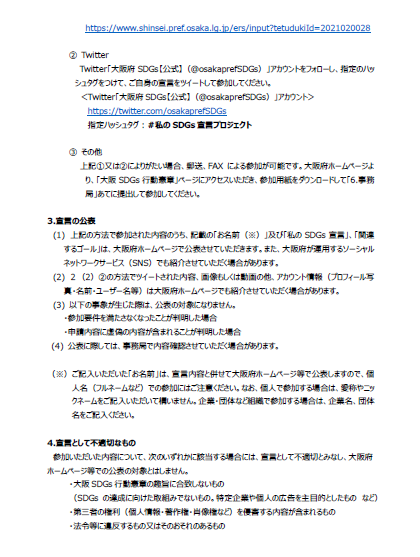 https://www.shinsei.pref.osaka.lg.jp/ers/input?tetudukiId=2021020028
② Twitter
Twitter「大阪府 SDGs【公式】（@osakaprefSDGs）」アカウントをフォローし、指定のハッ
シュタグをつけて、ご自身の宣言をツイートして参加してください。
＜Twitter「大阪府 SDGs【公式】（@osakaprefSDGs）」アカウント＞
https://twitter.com/osakaprefSDGs
指定ハッシュタグ：＃私の SDGs 宣言プロジェクト
③ その他
上記①又は②によりがたい場合、郵送、FAX による参加が可能です。大阪府ホームページよ
り、「大阪 SDGs 行動憲章」ページにアクセスいただき、参加用紙をダウンロードして「6.事務
局」あてに提出して参加してください。
3.宣言の公表
(1) 上記の方法で参加された内容のうち、記載の「お名前（※）」及び「私の SDGs 宣言」、「関連
するゴール」は、大阪府ホームページで公表させていただきます。また、大阪府が運用するソーシャル
ネットワークサービス（SNS）でも紹介させていただく場合があります。
(2) 2 （2）②の方法でツイートされた内容、画像もしくは動画の他、アカウント情報（プロフィール写
真・名前・ユーザー名等）は大阪府ホームページでも紹介させていただく場合があります。
(3) 以下の事象が生じた際は、公表の対象になりません。
・参加要件を満たさなくなったことが判明した場合
・申請内容に虚偽の内容が含まれることが判明した場合
(4) 公表に際しては、事務局で内容確認させていただく場合があります。
（※）ご記入いただいた「お名前」は、宣言内容と併せて大阪府ホームページ等で公表しますので、個
人名（フルネームなど）での参加にはご注意ください。なお、個人で参加する場合は、愛称やニッ
クネームをご記入いただいて構いません。企業・団体など組織で参加する場合は、企業名、団体
名をご記入ください。
4.宣言として不適切なもの
参加いただいた内容について、次のいずれかに該当する場合には、宣言として不適切とみなし、大阪府
ホームページ等での公表の対象とはしません。
・大阪 SDGs 行動憲章の趣旨に合致しないもの
（SDGs の達成に向けた取組みでないもの。特定企業や個人の広告を主目的としたもの など）
・第三者の権利（個人情報・著作権・肖像権など）を侵害する内容が含まれるもの
・法令等に違反するもの又はそのおそれのあるもの